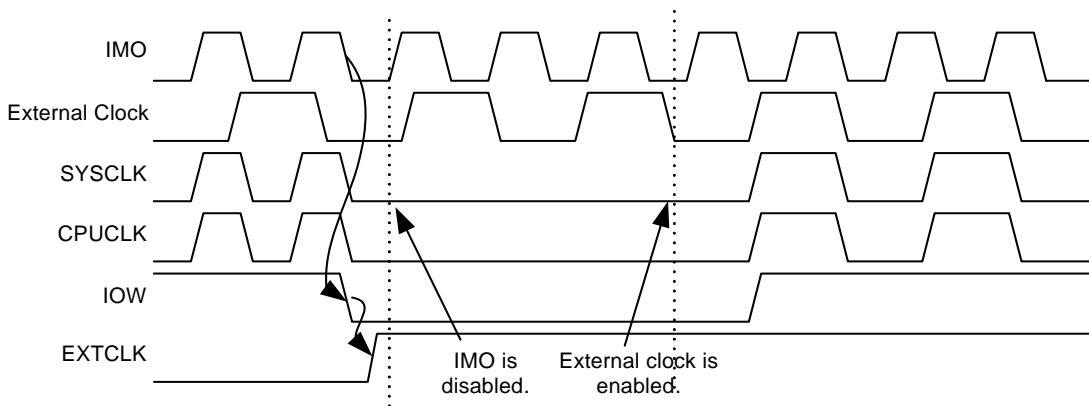 IMO
External Clock
SYSCLK
CPUCLK
IOW
EXTCLK
IMO is
disabled.
External clock is
enabled.